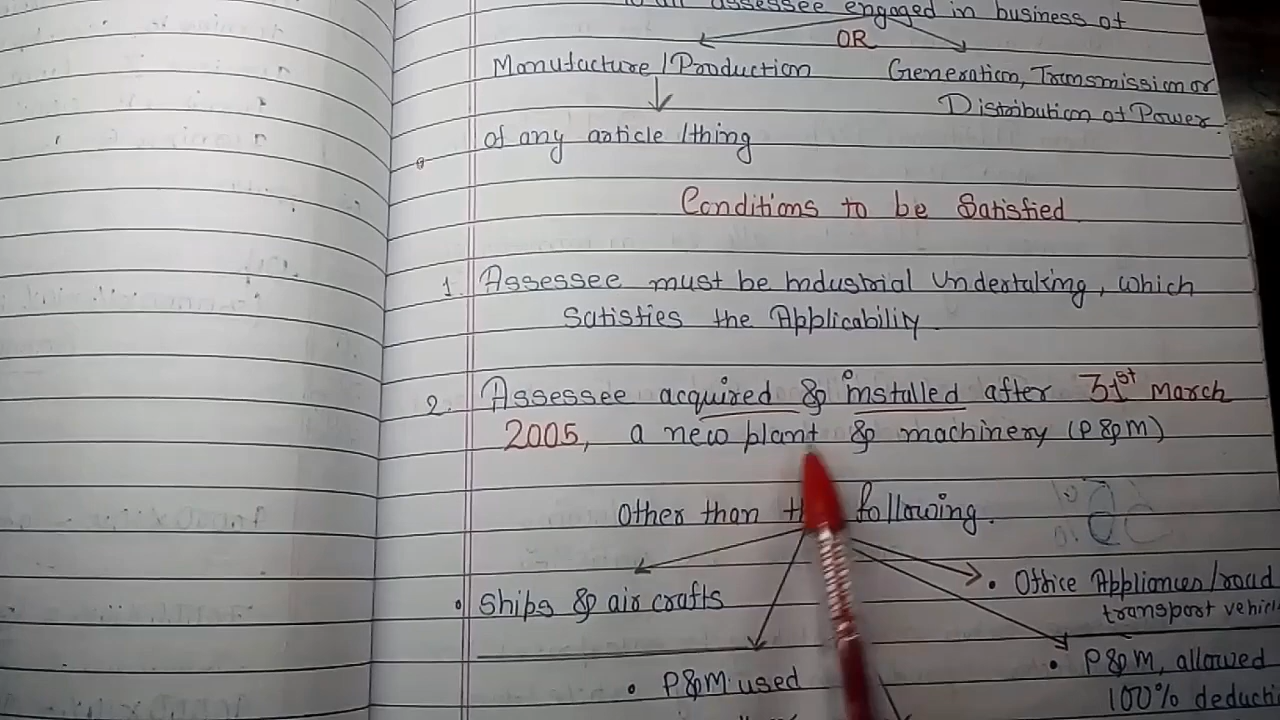 assessee engaged in business of
OR
Manufacture / Production
Generation, Transmission or
Distribution of Power
of any article / thing
Conditions to be Satisfied
1. Assessee must be Industrial Undertaking, which
Satisfies the Applicability.
2. Assessee acquired & installed after 31st March
2005, a new plant & machinery (P&M)
Other than following.
Ships & air crafts
Office Appliances / road
transport
P&M used
P&M, allowed
100%